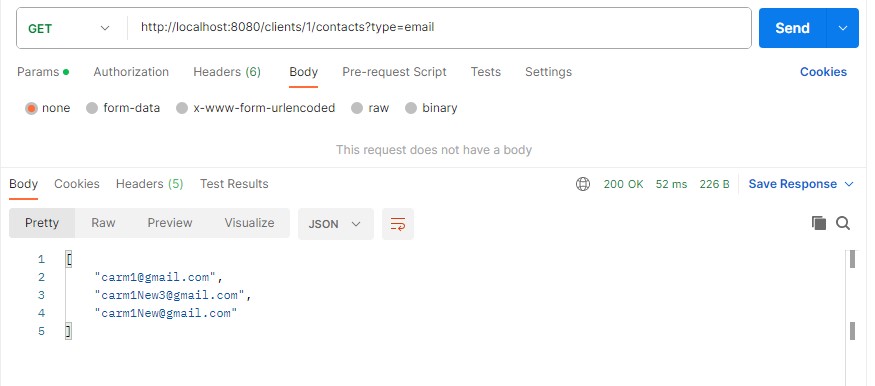 GET http://localhost:8080/clients/1/contacts?type=email Send
Params Authorization Headers (6) Body Pre-request Script Tests Settings Cookies
none form-data x-www-form-urlencoded raw binary
This request does not have a body
Body Cookies Headers (5) Test Results 200 OK 52 ms 226 B Save Response
Pretty Raw Preview Visualize JSON
1 [
2 "carm1@gmail.com",
3 "carm1New3@gmail.com",
4 "carm1New@gmail.com"
5 ]